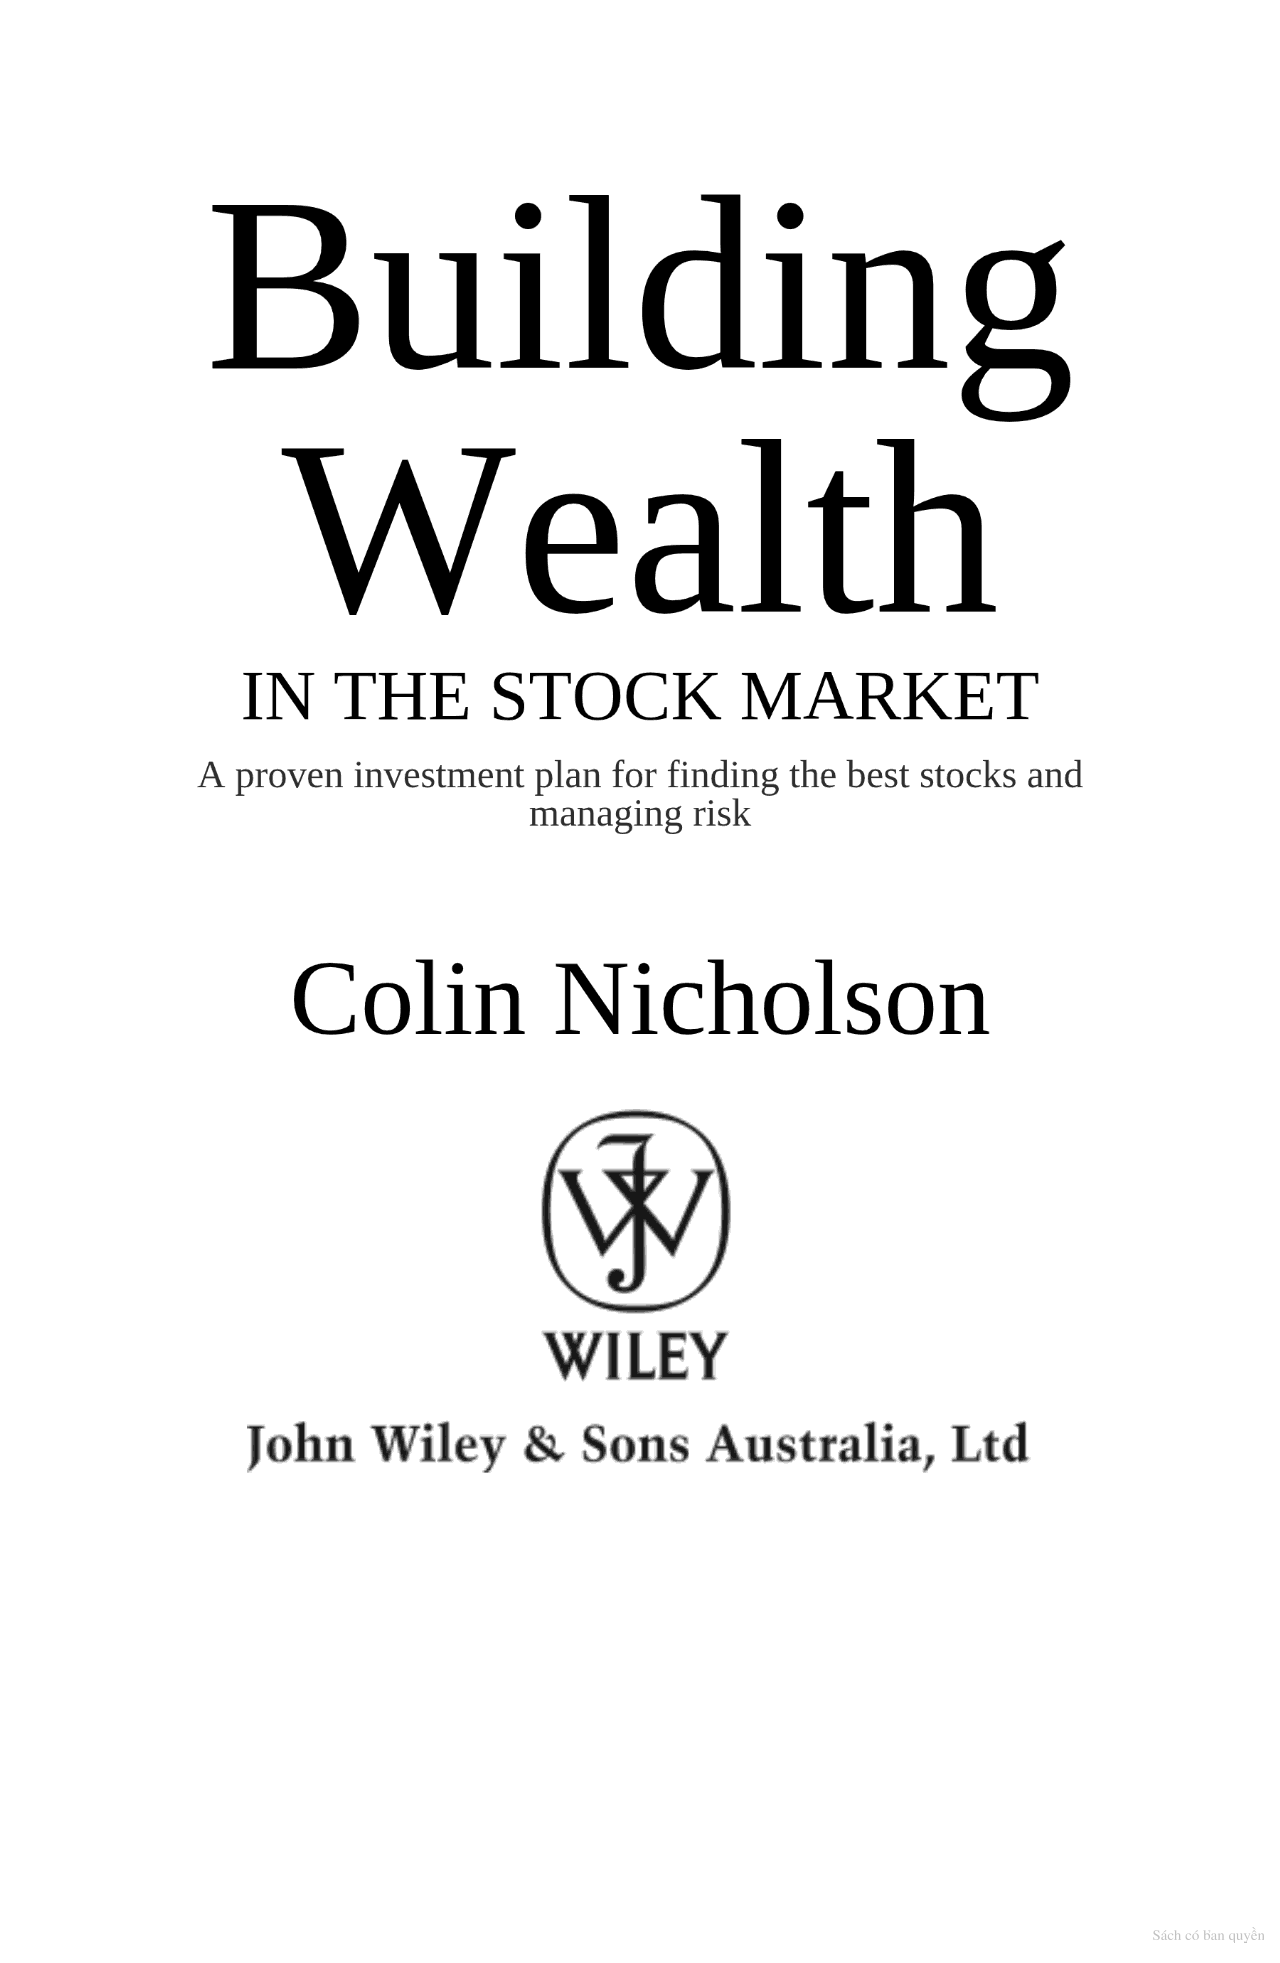 Building
Wealth
IN THE STOCK MARKET
A proven investment plan for finding the best stocks and
managing risk
Colin Nicholson
JW
WILEY
John Wiley & Sons Australia, Ltd
Sách có bản quyền